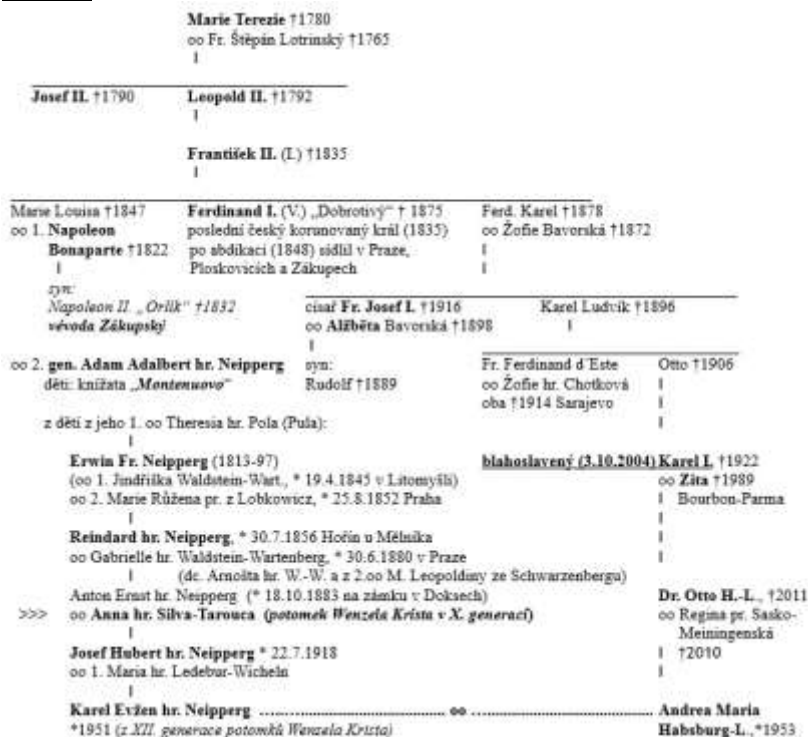 Marie Terezie †1780
oo Fr. Štěpán Lotrinský †1765
Josef II. †1790 Leopold II. †1792
František II. (I.) †1835
Marie Louisa †1847 Ferdinand I. (V.) „Dobrotivý“ † 1875 Ferd. Karel †1878
oo 1. Napoleon poslední český korunovaný král (1835) oo Žofie Bavorská †1872
Bonaparte †1822 po abdikaci (1848) sídlil v Praze,
Ploskovicích a Zákupech
syn:
Napoleon II. „Orlík“ †1832 císař Fr. Josef I. †1916 Karel Ludvík †1896
vévoda Zákupský oo Alžběta Bavorská †1898
oo 2. gen. Adam Adalbert hr. Neipperg syn: Fr. Ferdinand d´Este Otto †1906
děti: knížata „Montenuovo“ Rudolf †1889 oo Žofie hr. Chotková
oba †1914 Sarajevo
z dětí z jeho 1. oo Theresia hr. Pola (Pula):
Erwin Fr. Neipperg (1813-97) blahoslavený (3.10.2004) Karel I. †1922
(oo 1. Jindřiška Waldstein-Wart., * 19.4.1845 v Litomyšli) oo Zita †1989
oo 2. Marie Růžena pr. z Lobkowicz, * 25.8.1852 Praha Bourbon-Parma
Reindard hr. Neipperg, * 30.7.1856 Hořín u Mělníka
oo Gabrielle hr. Waldstein-Wartenberg, * 30.6.1880 v Praze
(dc. Arnošta hr. W.-W. a z 2.oo M. Leopoldiny ze Schwarzenbergu)
Anton Ernst hr. Neipperg (* 18.10.1883 na zámku v Doksech) Dr. Otto H.-L., †2011
>>> oo Anna hr. Silva-Tarouca (potomek Wenzela Krista v X. generaci) oo Regina pr. Sasko-
Meiningenská
Josef Hubert hr. Neipperg * 22.7.1918 †2010
oo 1. Maria hr. Ledebur-Wicheln
Karel Evžen hr. Neipperg ................................................ oo ................................................ Andrea Maria
*1951 (z XII. generace potomků Wenzela Krista) Habsburg-L.,*1953